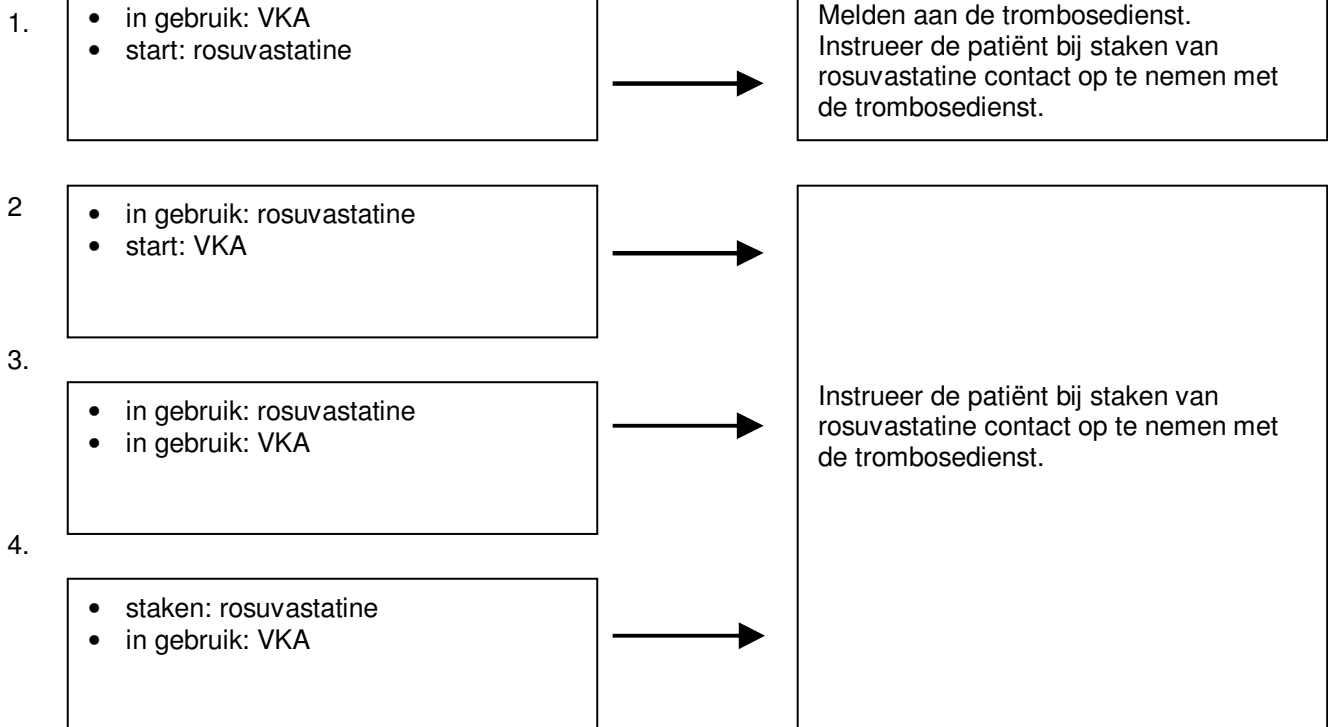 1.
• in gebruik: VKA
• start: rosuvastatine
Melden aan de trombosedienst.
Instrueer de patiënt bij staken van
rosuvastatine contact op te nemen met
de trombosedienst.
2
• in gebruik: rosuvastatine
• start: VKA
3.
• in gebruik: rosuvastatine
• in gebruik: VKA
4.
• staken: rosuvastatine
• in gebruik: VKA
Instrueer de patiënt bij staken van
rosuvastatine contact op te nemen met
de trombosedienst.